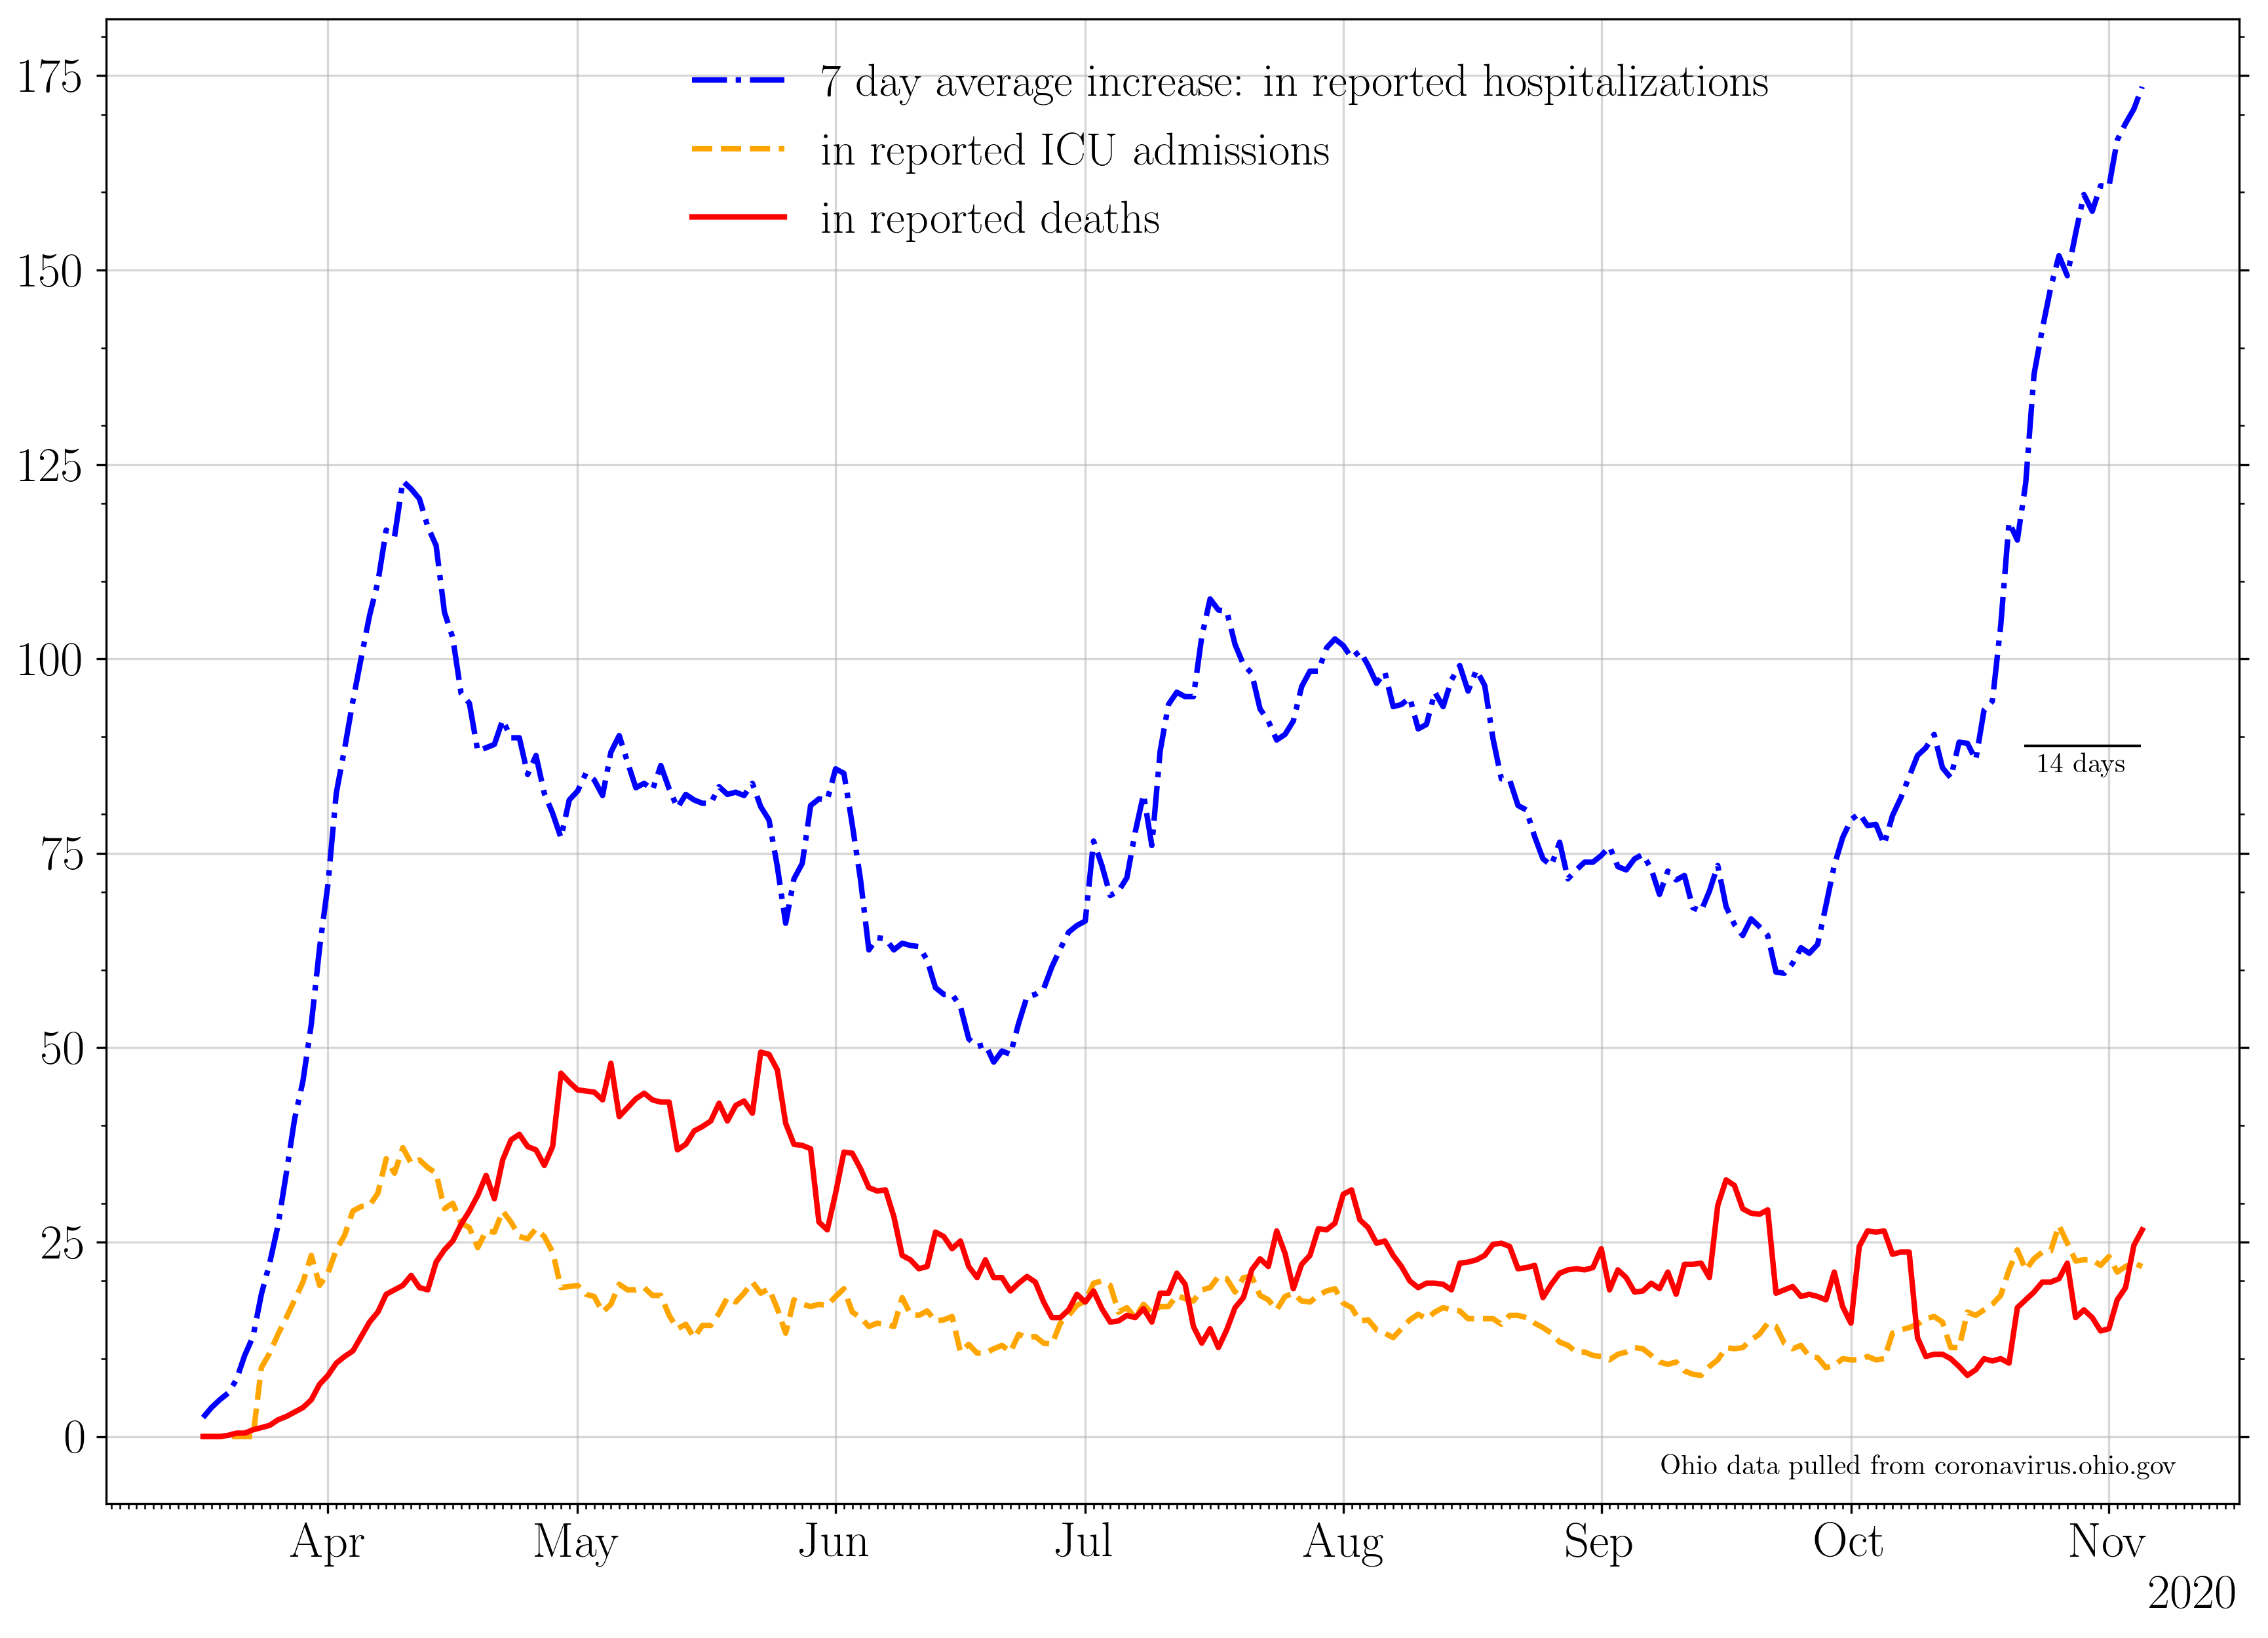 175
150
125
100
75
50
25
0
7 day average increase: in reported hospitalizations
in reported ICU admissions
in reported deaths
14 days
Ohio data pulled from coronavirus.ohio.gov
Apr May Jun Jul Aug Sep Oct Nov
2020